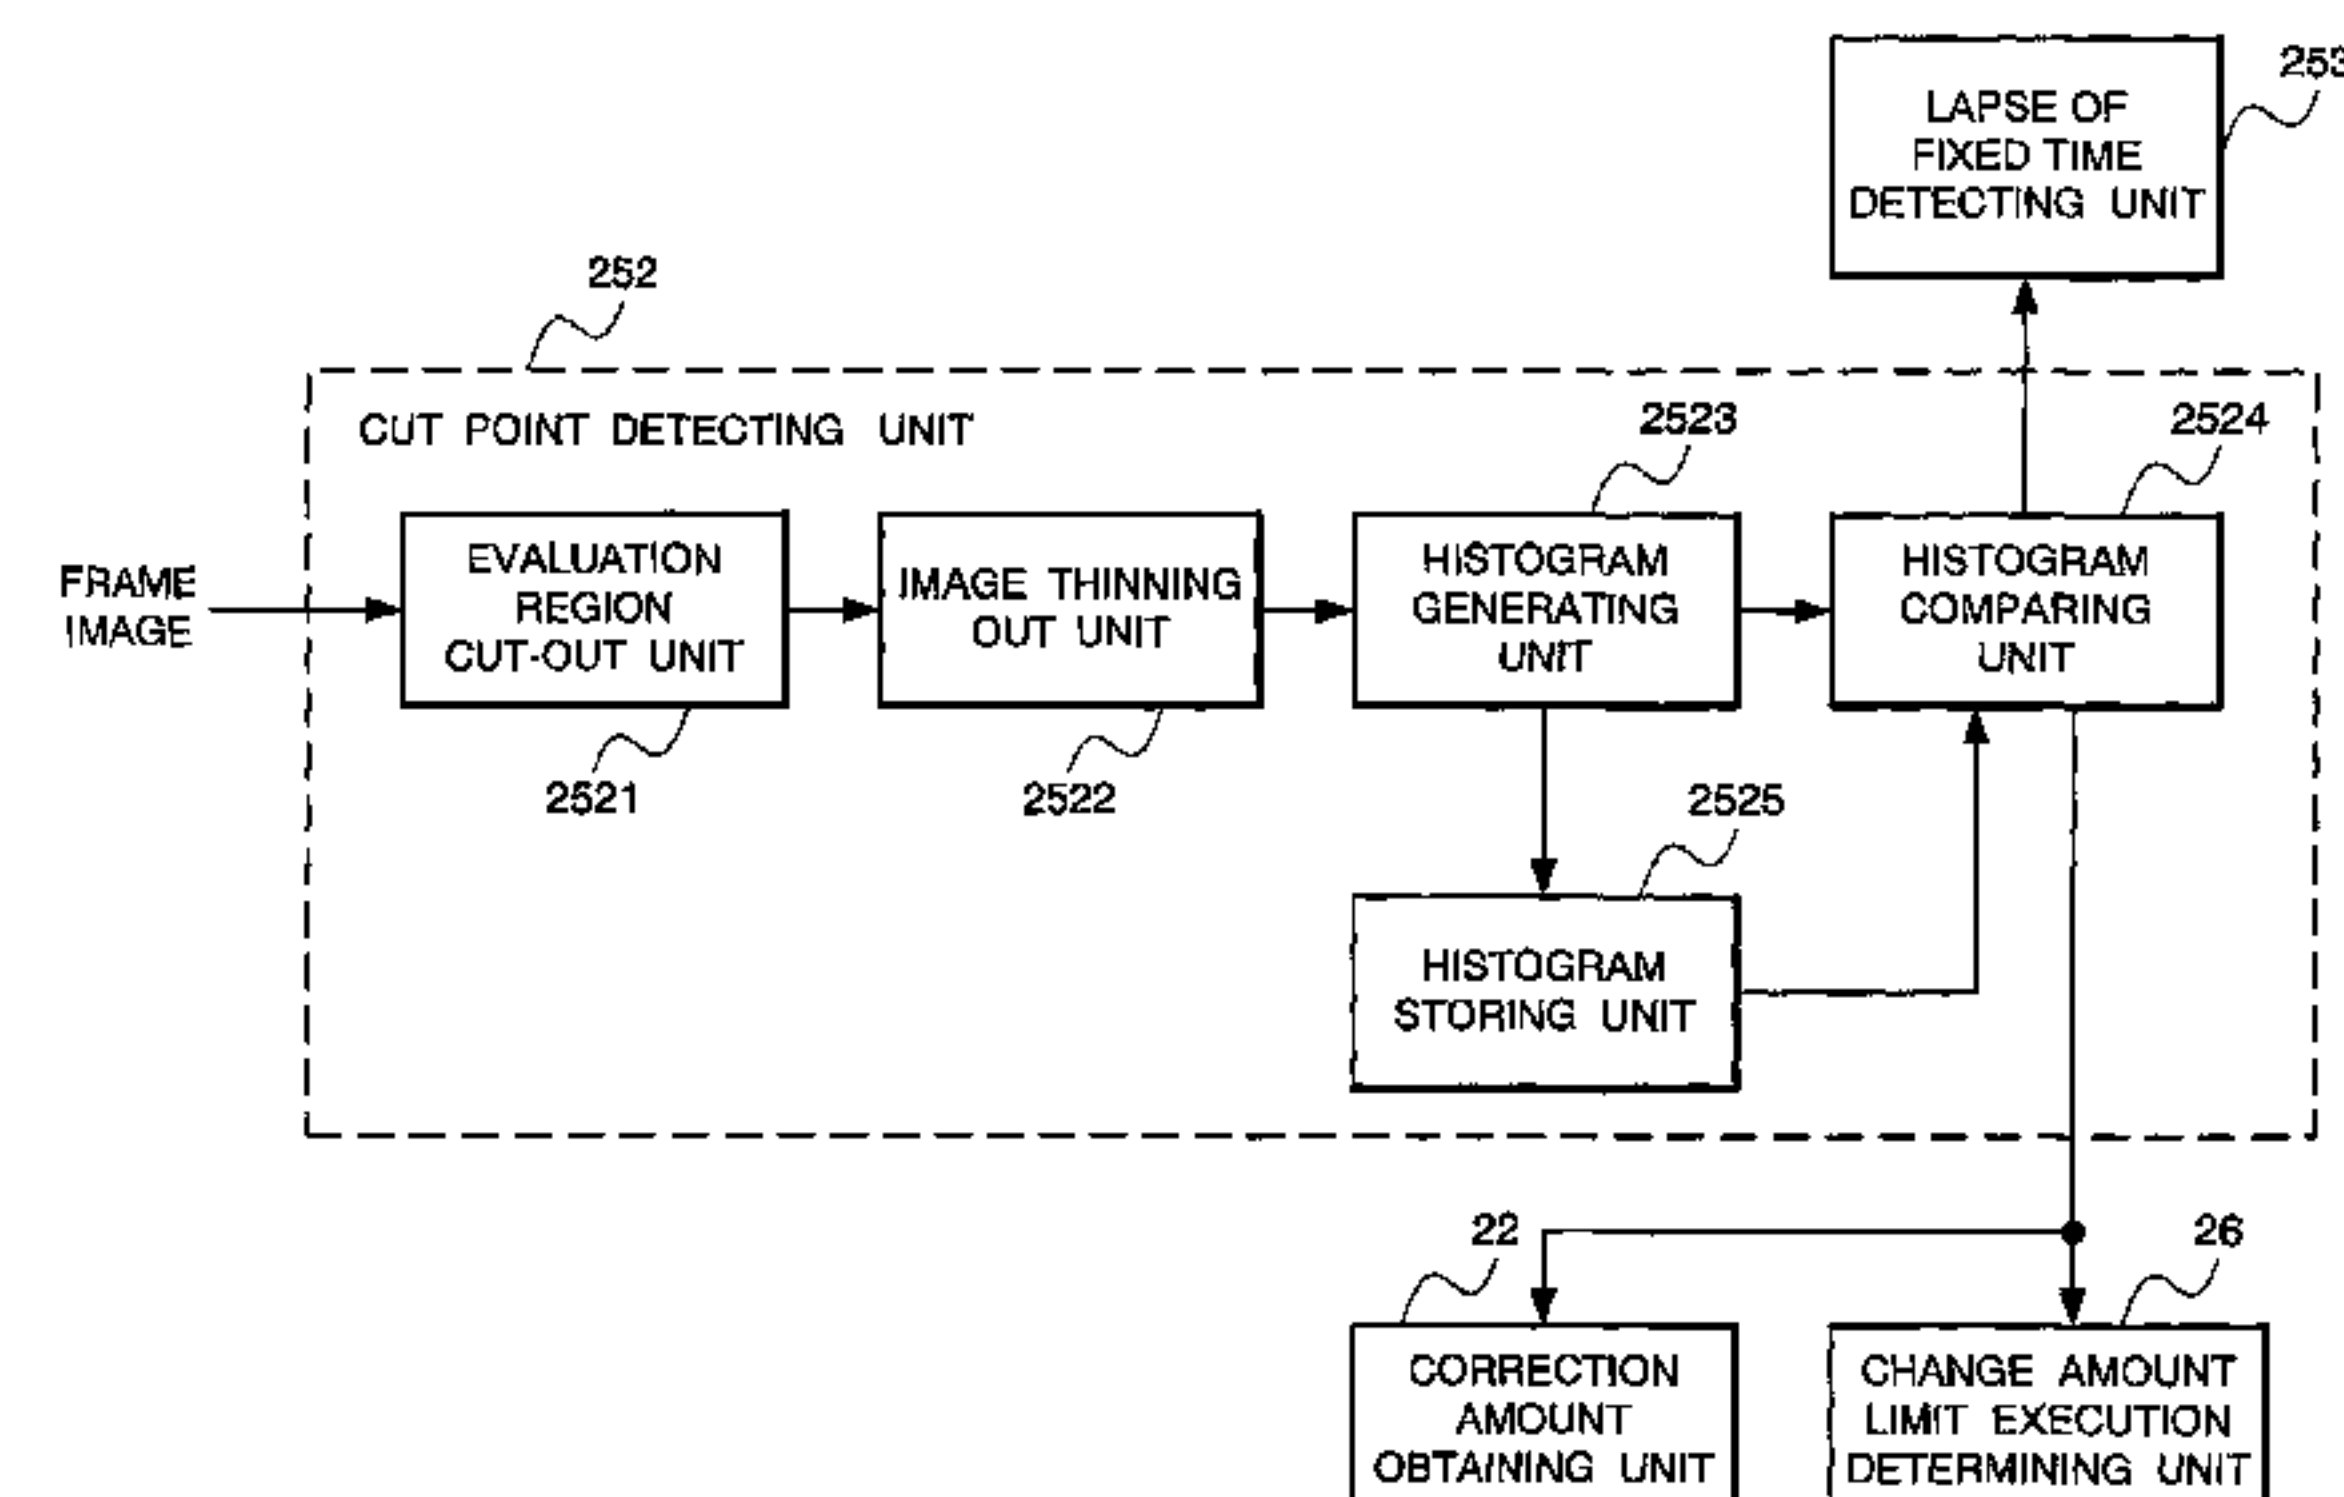 LAPSE OF
FIXED TIME
DETECTING UNIT
253
252
CUT POINT DETECTING UNIT
2523
2524
FRAME
IMAGE
EVALUATION
REGION
CUT-OUT UNIT
IMAGE THINNING
OUT UNIT
HISTOGRAM
GENERATING
UNIT
HISTOGRAM
COMPARING
UNIT
2521
2522
2525
HISTOGRAM
STORING UNIT
22
26
CORRECTION
AMOUNT
OBTAINING UNIT
CHANGE AMOUNT
LIMIT EXECUTION
DETERMINING UNIT